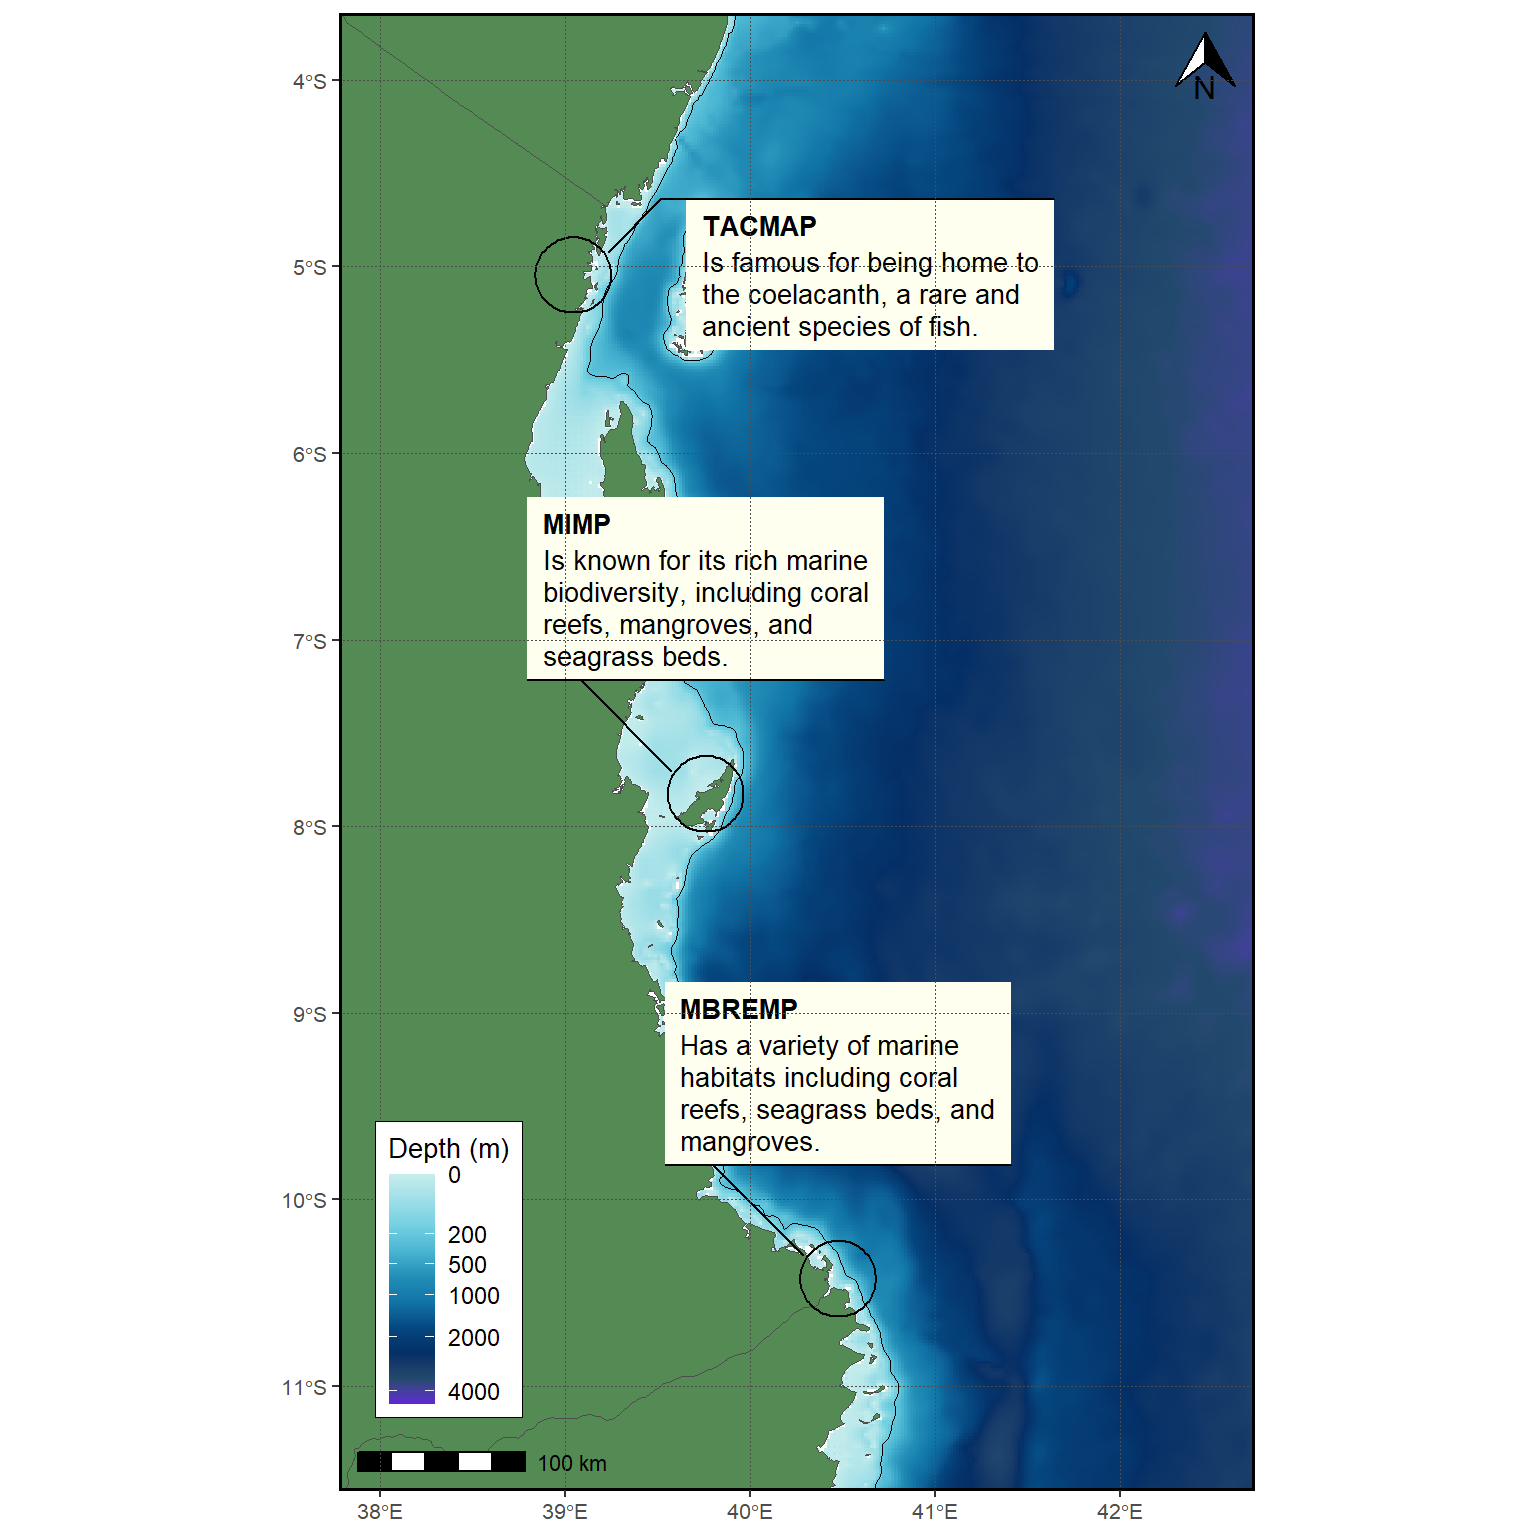 N
4°S
5°S
6°S
7°S
8°S
9°S
10°S
11°S
TACMAP
Is famous for being home to
the coelacanth, a rare and
ancient species of fish.
MIMP
Is known for its rich marine
biodiversity, including coral
reefs, mangroves, and
seagrass beds.
MBREMP
Has a variety of marine
habitats including coral
reefs, seagrass beds, and
mangroves.
Depth (m)
0
200
500
1000
2000
4000
100 km
38°E
39°E
40°E
41°E
42°E